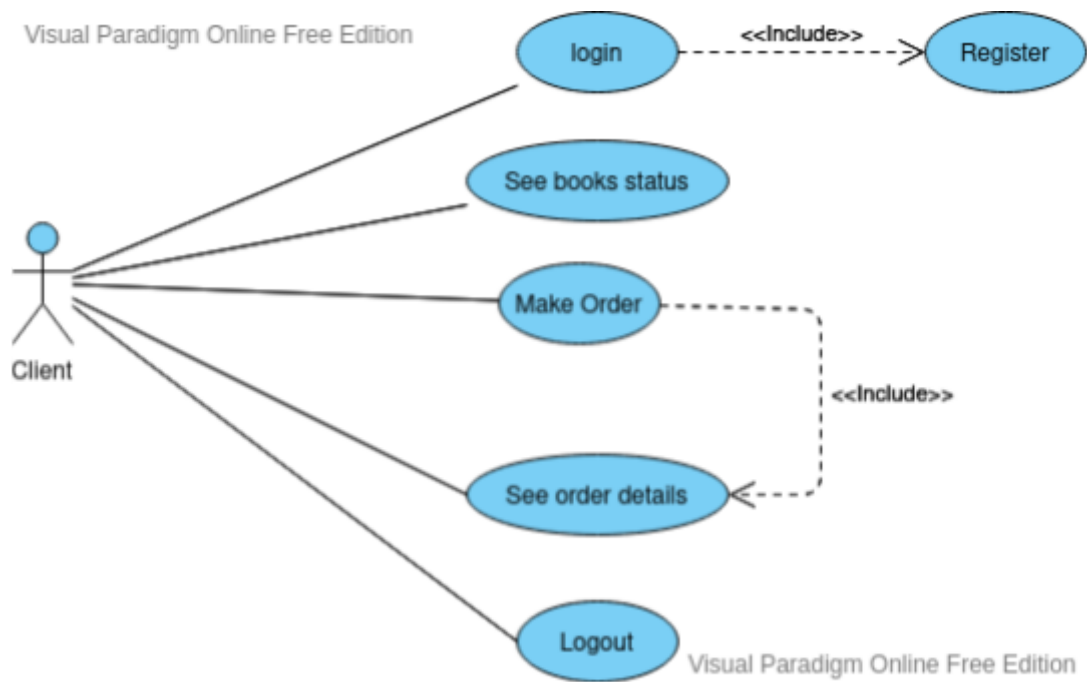 Visual Paradigm Online Free Edition
login
<<Include>>
Register
See books status
Make Order
Client
<<Include>>
See order details
Logout
Visual Paradigm Online Free Edition